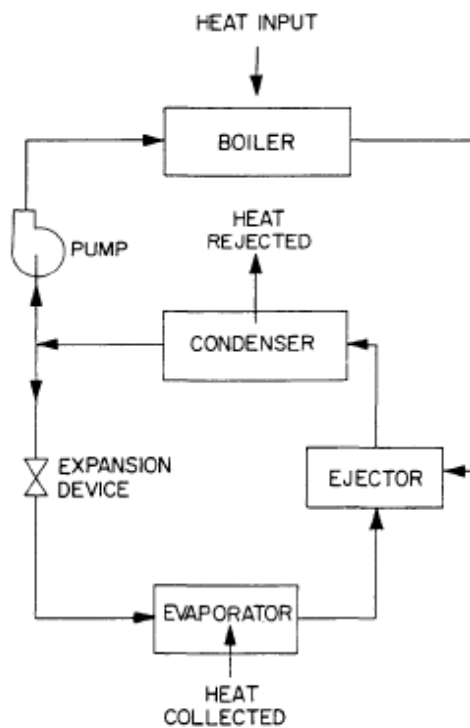 HEAT INPUT
BOILER
HEAT
REJECTED
PUMP
CONDENSER
EXPANSION
DEVICE
EJECTOR
EVAPORATOR
HEAT
COLLECTED